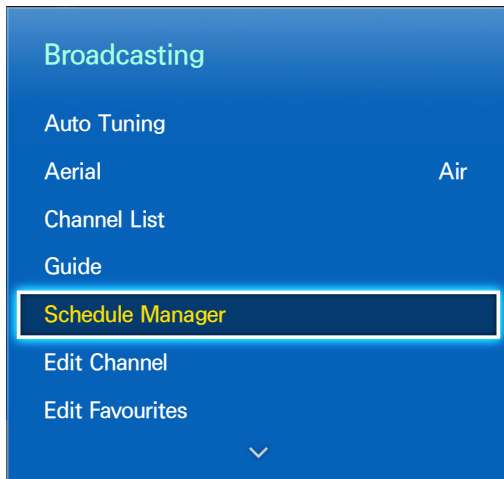 Broadcasting
Auto Tuning
Aerial Air
Channel List
Guide
Schedule Manager
Edit Channel
Edit Favourites